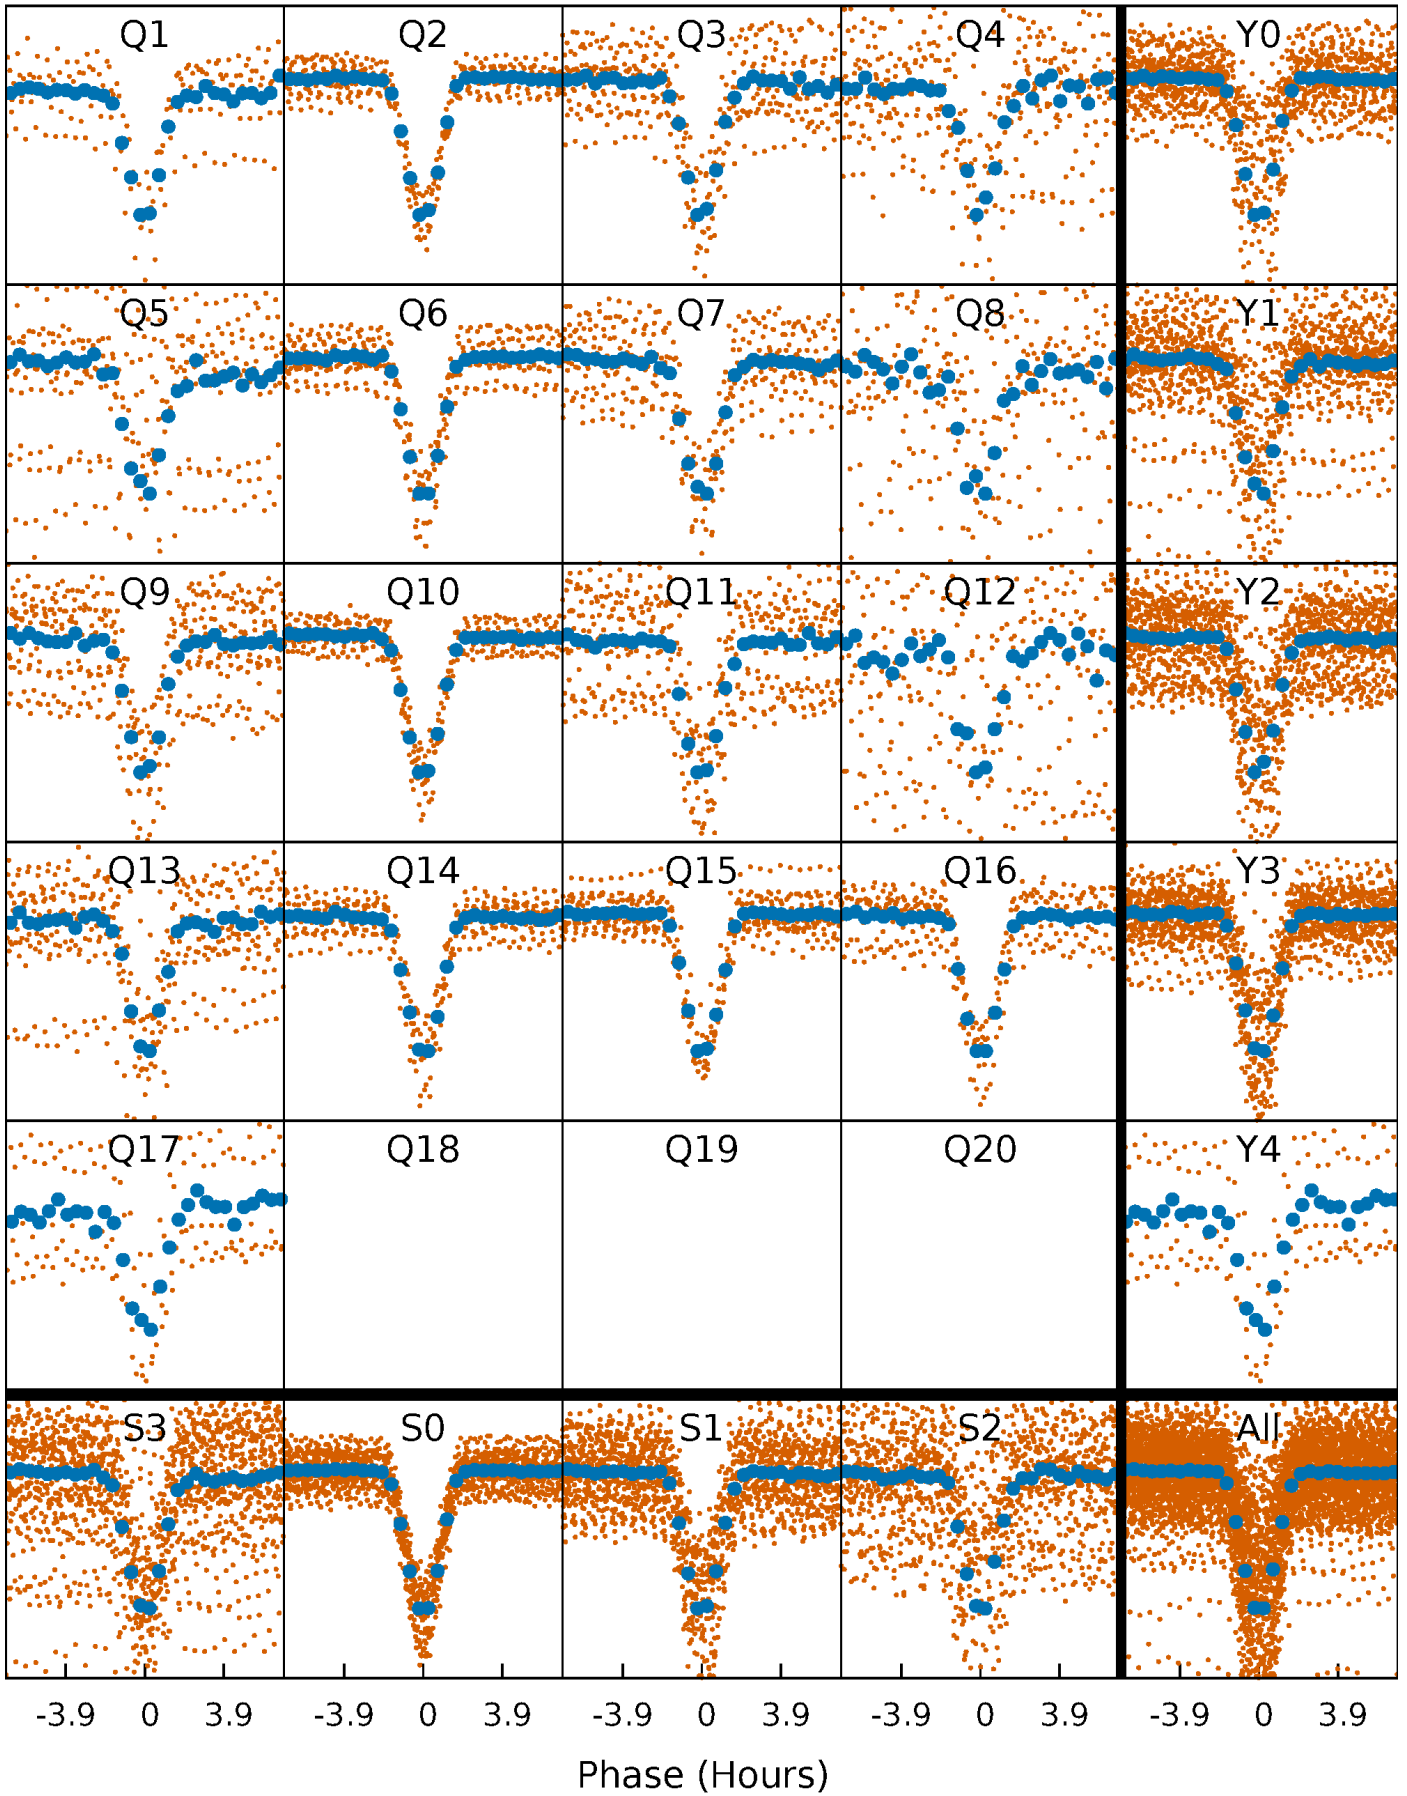 Q1 Q2 Q3 Q4 Y0
Q5 Q6 Q7 Q8 Y1
Q9 Q10 Q11 Q12 Y2
Q13 Q14 Q15 Q16 Y3
Q17 Q18 Q19 Q20 Y4
S3 S0 S1 S2 All
-3.9 0 3.9 -3.9 0 3.9 -3.9 0 3.9 -3.9 0 3.9 -3.9 0 3.9
Phase (Hours)